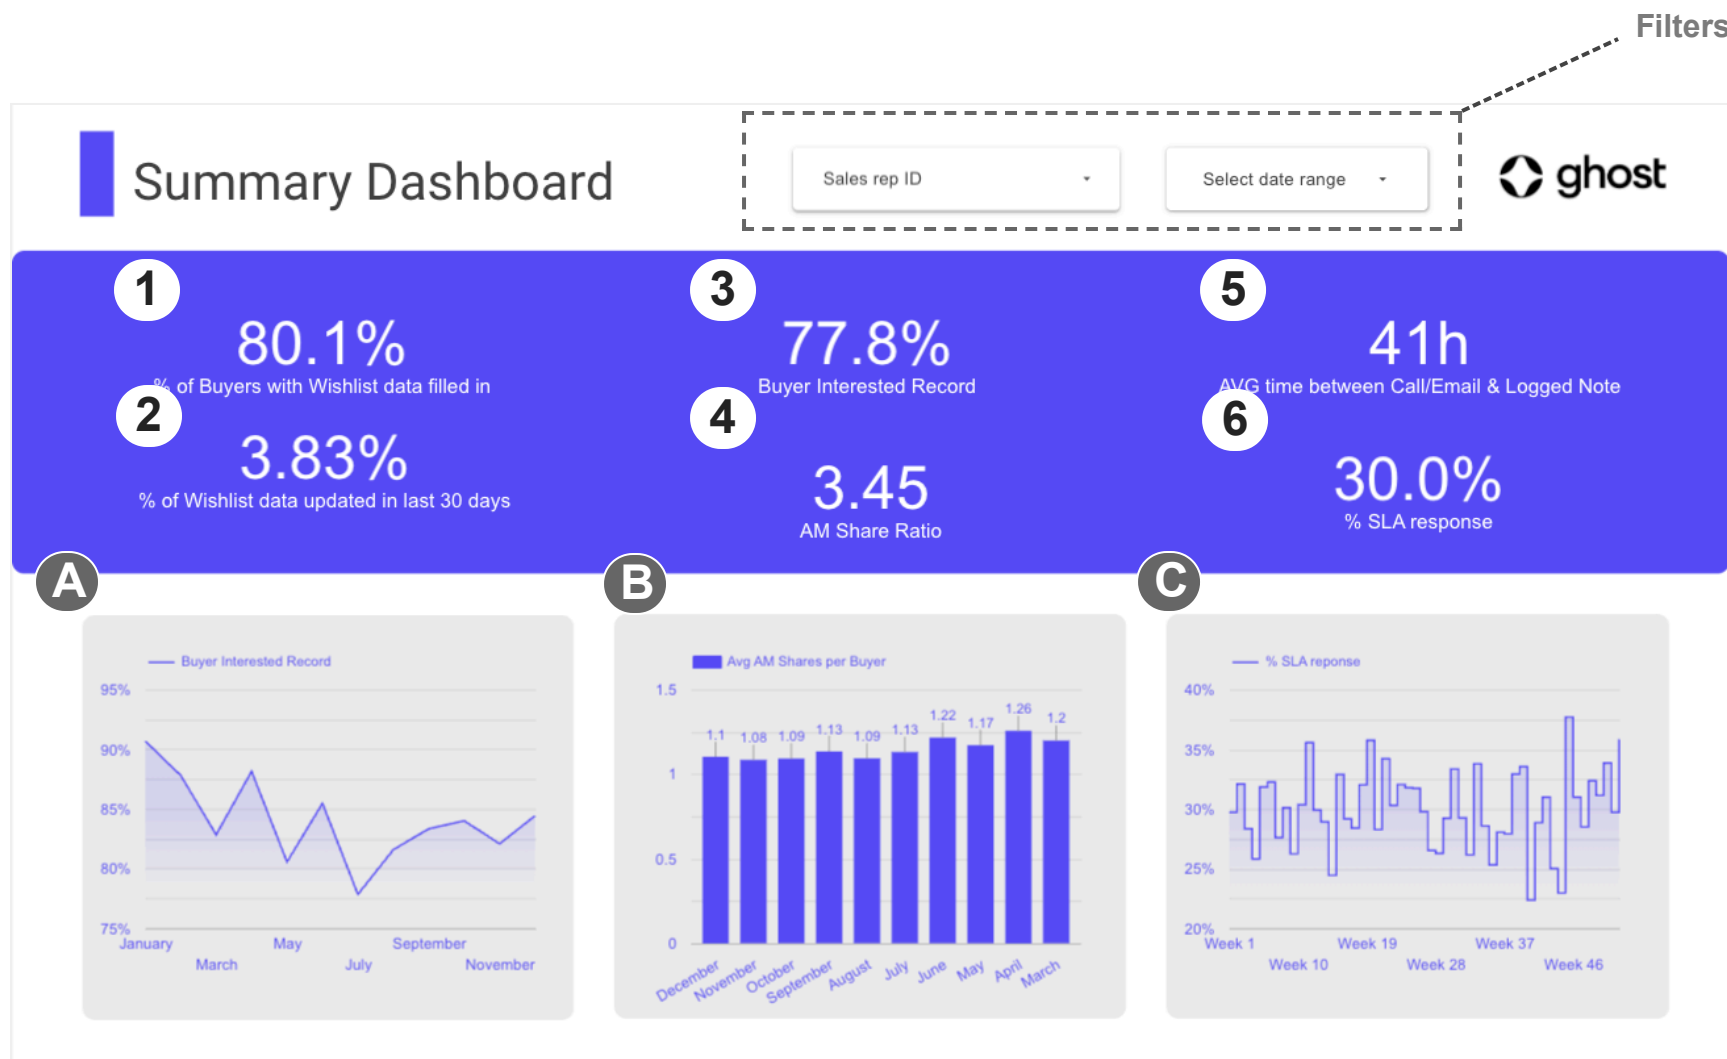 Filters
Summary Dashboard
Sales rep ID
Select date range
ghost
1
80.1%
% of Buyers with Wishlist data filled in
2
3.83%
% of Wishlist data updated in last 30 days
3
77.8%
Buyer Interested Record
4
3.45
AM Share Ratio
5
41h
AVG time between Call/Email & Logged Note
6
30.0%
% SLA response
A
Buyer Interested Record
95%
90%
85%
80%
75%
January
March
May
July
September
November
B
Avg AM Shares per Buyer
1.5
1
0.5
0
1.1
1.08
1.09
1.13
1.09
1.13
1.22
1.17
1.26
1.2
December
November
October
September
August
July
June
May
April
March
C
% SLA reponse
40%
35%
30%
25%
20%
Week 1
Week 10
Week 19
Week 28
Week 37
Week 46